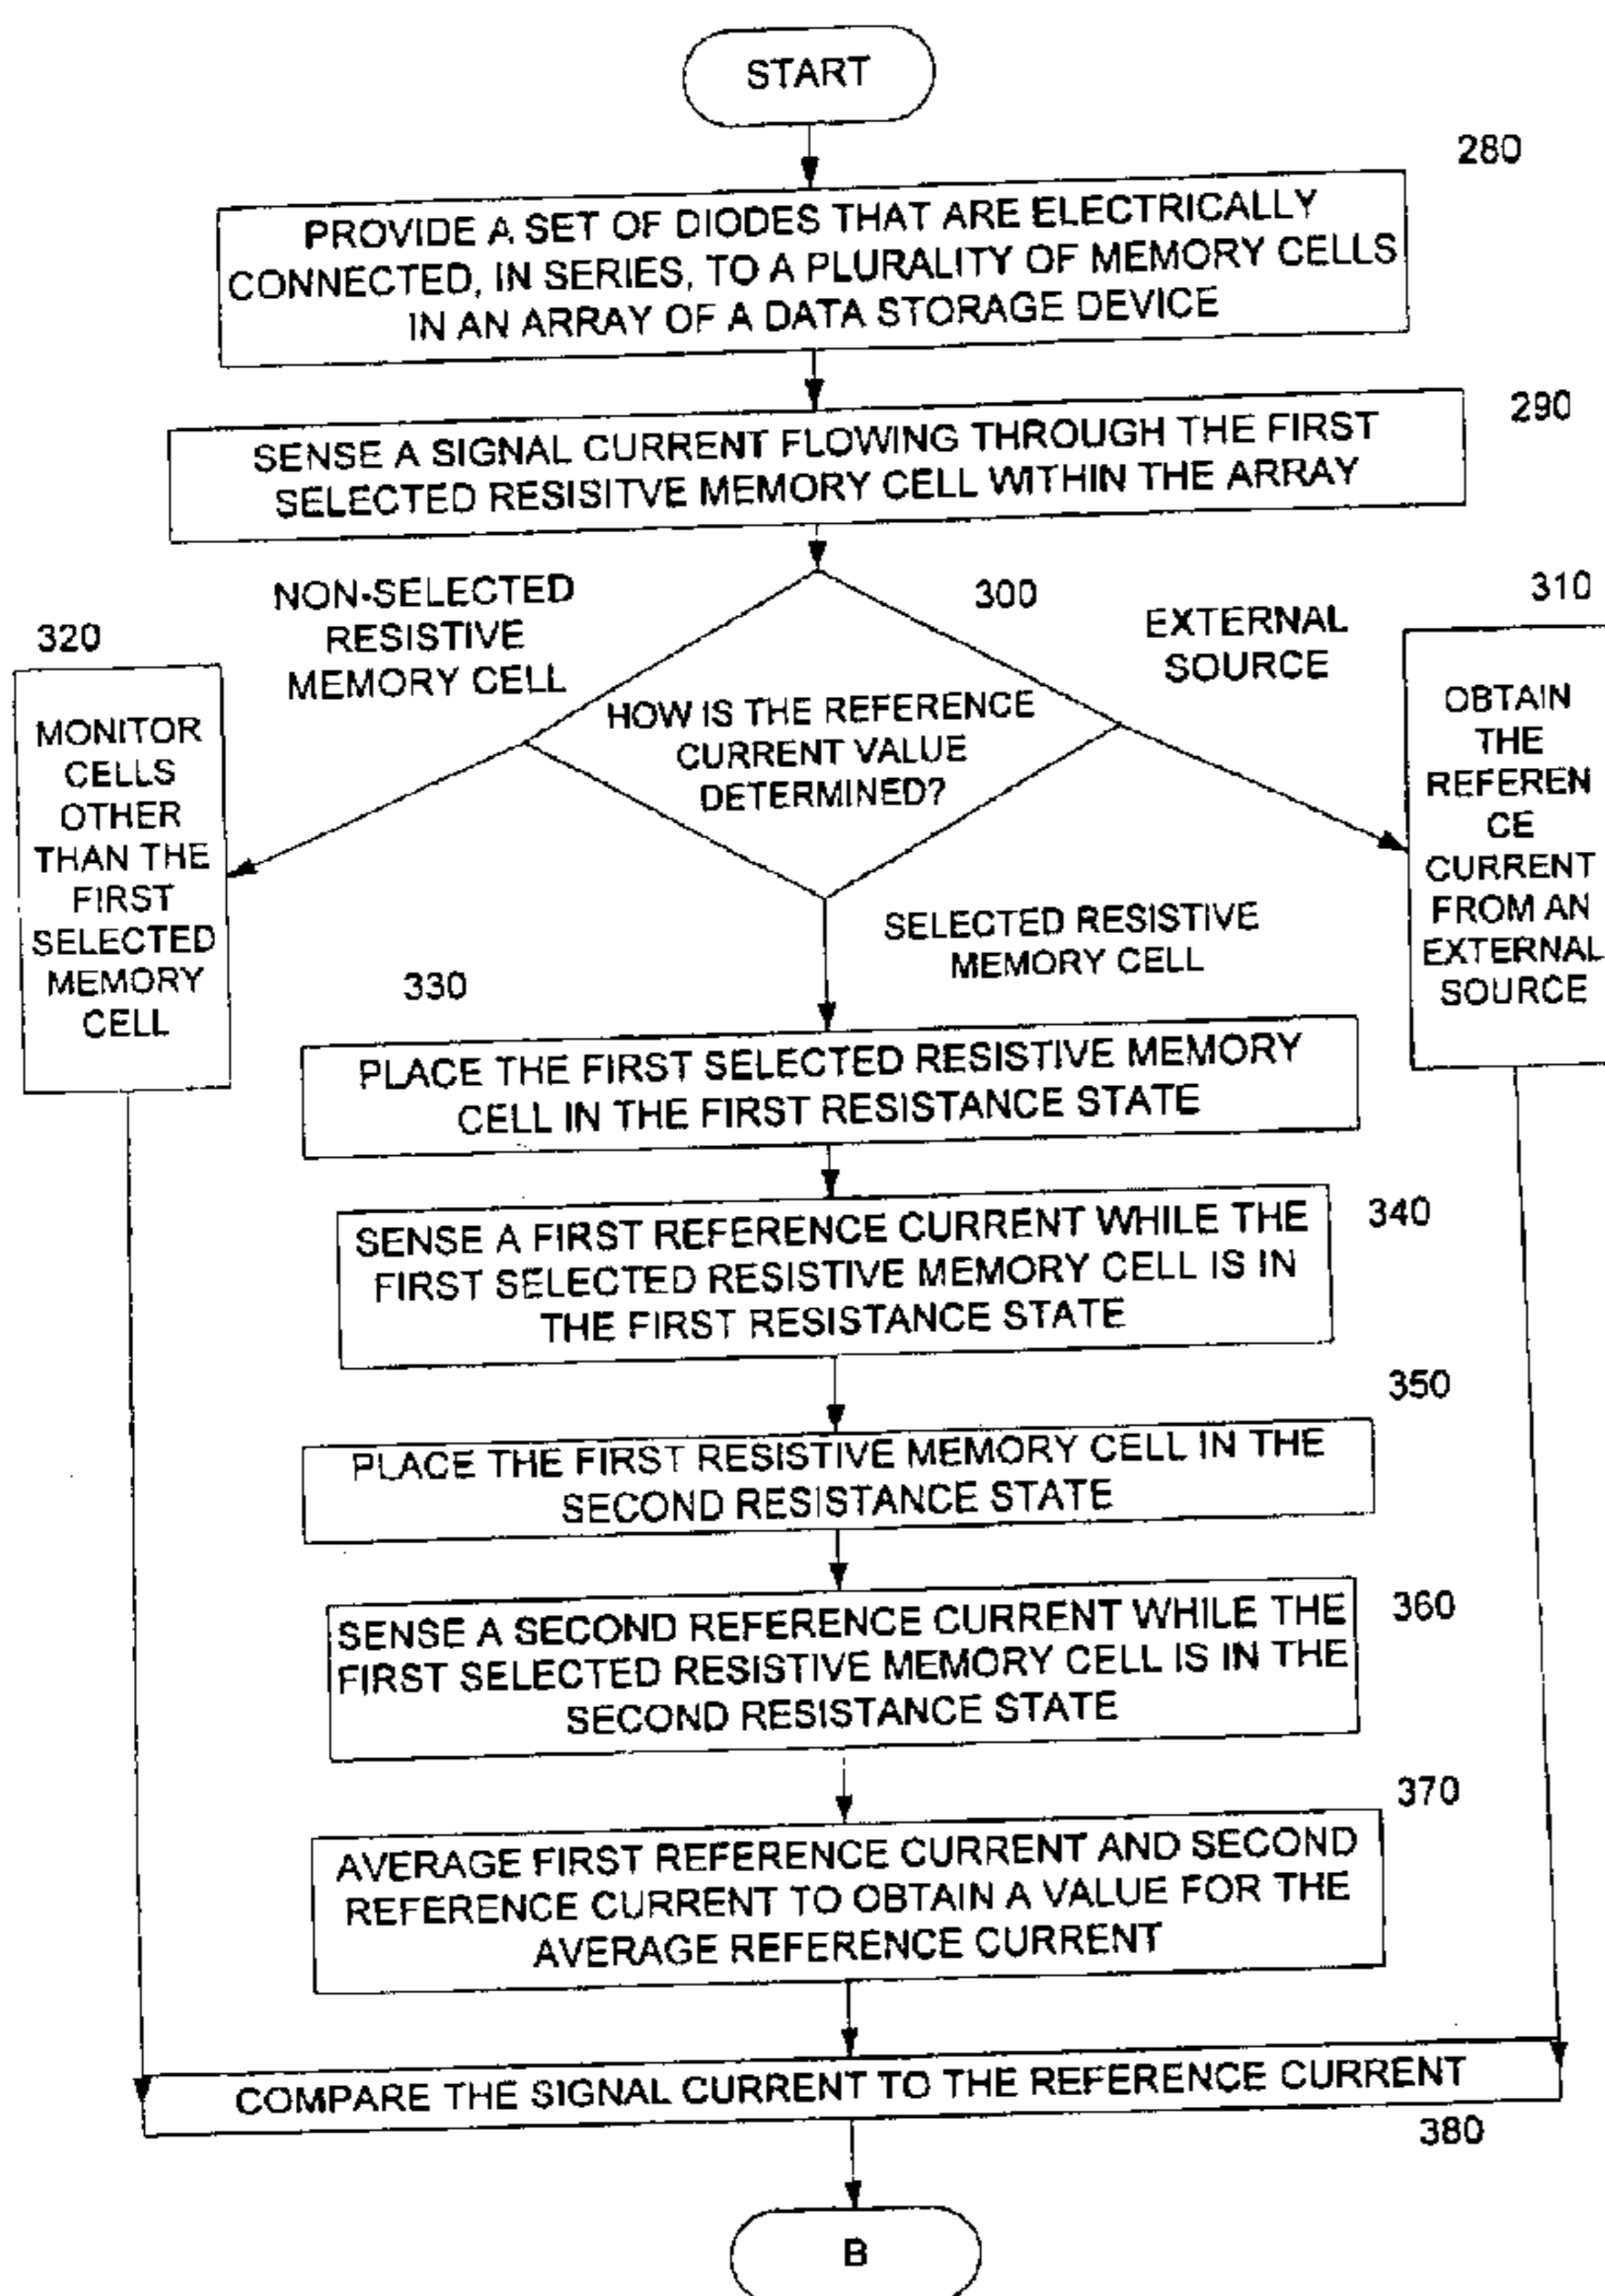 START
280
PROVIDE A SET OF DIODES THAT ARE ELECTRICALLY
CONNECTED, IN SERIES, TO A PLURALITY OF MEMORY CELLS
IN AN ARRAY OF A DATA STORAGE DEVICE
290
SENSE A SIGNAL CURRENT FLOWING THROUGH THE FIRST
SELECTED RESISITVE MEMORY CELL WITHIN THE ARRAY
NON-SELECTED
RESISTIVE
MEMORY CELL
300
EXTERNAL
SOURCE
310
320
HOW IS THE REFERENCE
CURRENT VALUE
DETERMINED?
MONITOR
CELLS
OTHER
THAN THE
FIRST
SELECTED
MEMORY
CELL
OBTAIN
THE
REFEREN
CE
CURRENT
FROM AN
EXTERNAL
SOURCE
SELECTED RESISTIVE
MEMORY CELL
330
PLACE THE FIRST SELECTED RESISTIVE MEMORY
CELL IN THE FIRST RESISTANCE STATE
340
SENSE A FIRST REFERENCE CURRENT WHILE THE
FIRST SELECTED RESISTIVE MEMORY CELL IS IN
THE FIRST RESISTANCE STATE
350
PLACE THE FIRST RESISTIVE MEMORY CELL IN THE
SECOND RESISTANCE STATE
360
SENSE A SECOND REFERENCE CURRENT WHILE THE
FIRST SELECTED RESISTIVE MEMORY CELL IS IN THE
SECOND RESISTANCE STATE
370
AVERAGE FIRST REFERENCE CURRENT AND SECOND
REFERENCE CURRENT TO OBTAIN A VALUE FOR THE
AVERAGE REFERENCE CURRENT
COMPARE THE SIGNAL CURRENT TO THE REFERENCE CURRENT
380
B